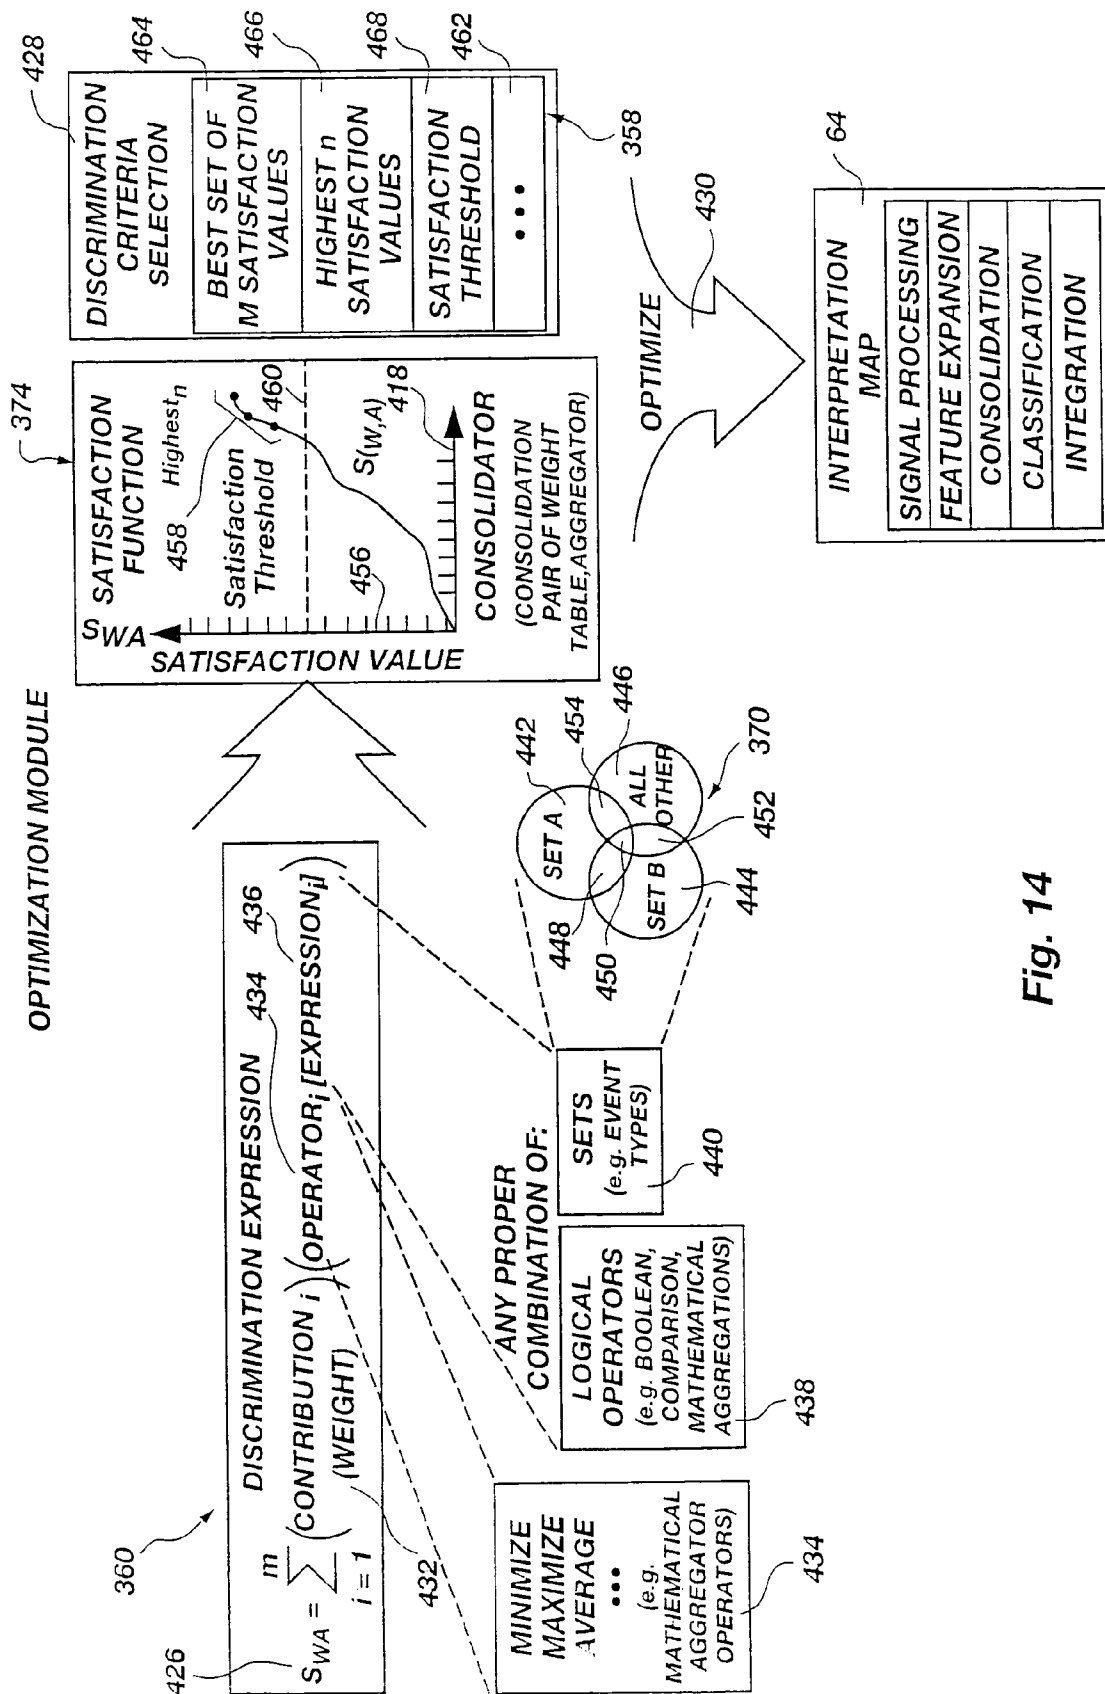 OPTIMIZATION MODULE
360
DISCRIMINATION EXPRESSION
426
434
436
m
S_WA = Σ (CONTRIBUTION i) (OPERATOR_i [EXPRESSION_i])
i = 1
(WEIGHT)
432
MINIMIZE
MAXIMIZE
AVERAGE
•••
(e.g.
MATHEMATICAL
AGGREGATOR
OPERATORS)
434
ANY PROPER
COMBINATION OF:
LOGICAL
OPERATORS
(e.g. BOOLEAN,
COMPARISON,
MATHEMATICAL
AGGREGATIONS)
438
SETS
(e.g. EVENT
TYPES)
440
442
SET A
454
446
448
450
ALL
OTHER
SET B
370
452
444
374
SATISFACTION
FUNCTION
S_WA
458
Highest_n
Satisfaction
Threshold
460
456
S(W,A)
418
SATISFACTION VALUE
CONSOLIDATOR
(CONSOLIDATION
PAIR OF WEIGHT
TABLE,AGGREGATOR)
428
DISCRIMINATION
CRITERIA
SELECTION
464
BEST SET OF
M SATISFACTION
VALUES
466
HIGHEST n
SATISFACTION
VALUES
468
SATISFACTION
THRESHOLD
462
•••
358
OPTIMIZE
430
64
INTERPRETATION
MAP
SIGNAL PROCESSING
FEATURE EXPANSION
CONSOLIDATION
CLASSIFICATION
INTEGRATION
Fig. 14